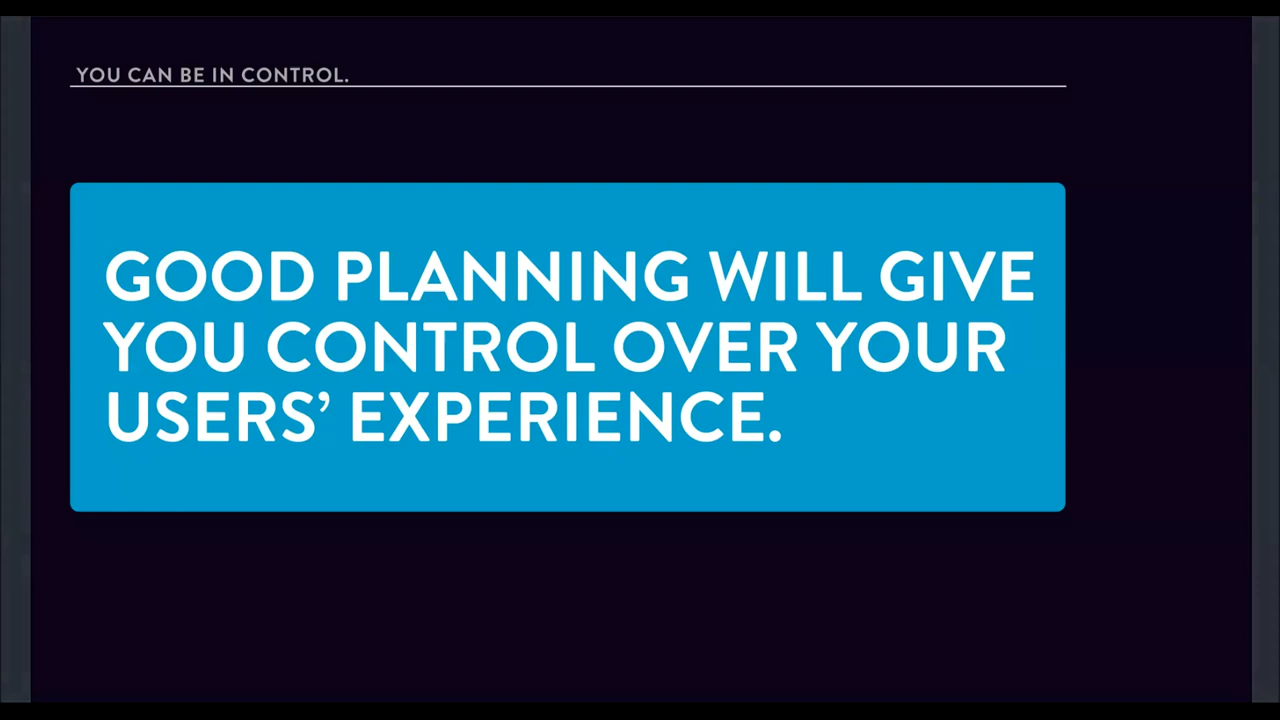 YOU CAN BE IN CONTROL.
GOOD PLANNING WILL GIVE
YOU CONTROL OVER YOUR
USERS’ EXPERIENCE.